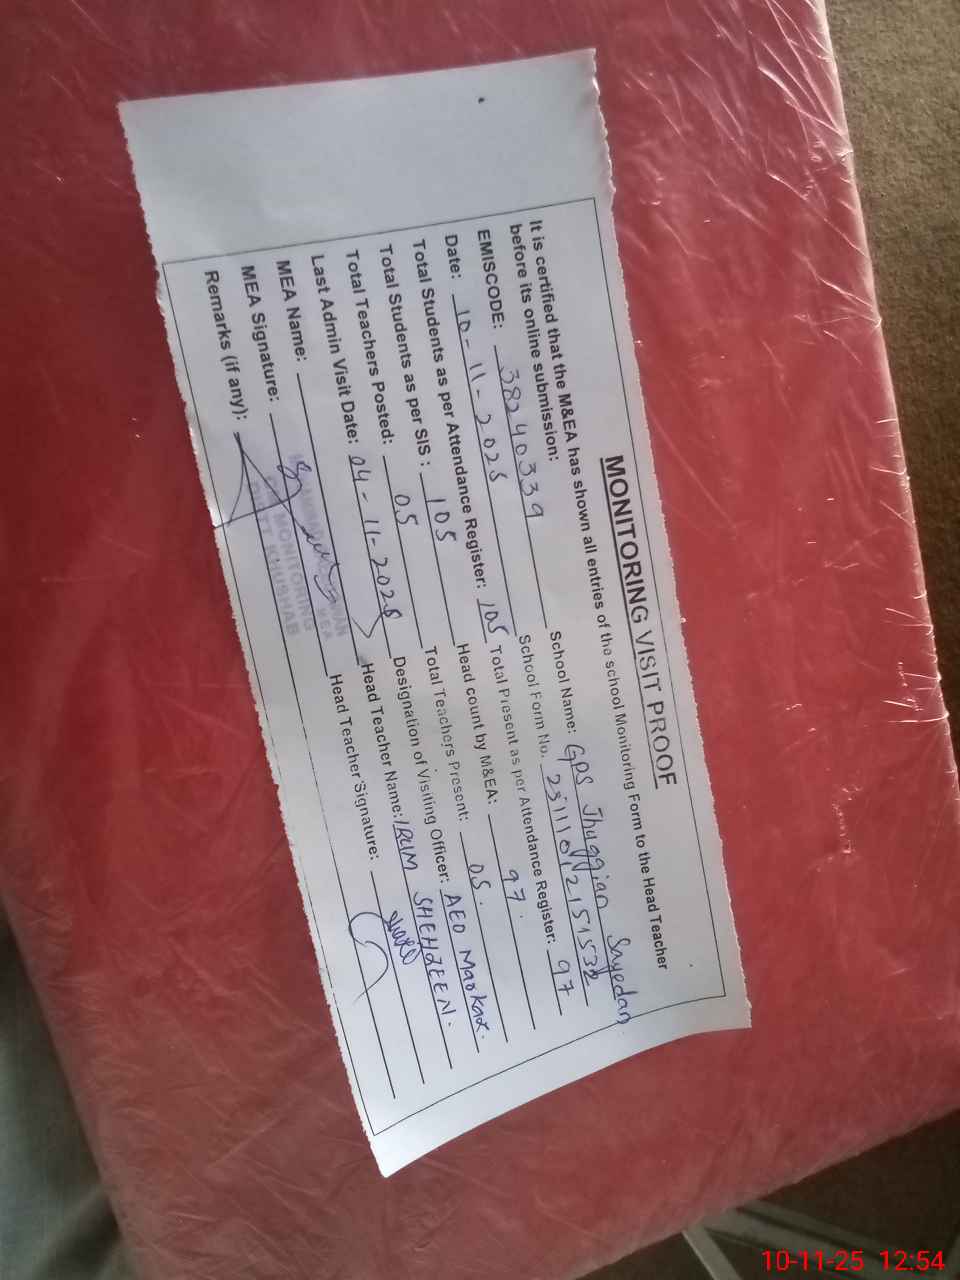 MONITORING VISIT PROOF
It is certified that the M&EA has shown all entries of the school Monitoring Form to the Head Teacher
before its online submission:
School Name: GPS Jhuggian Sayedan
EMISCODE: 38240339 School Form No.
Date: 10-11-2025 Total Present as per Attendance Register: 97
Total Students as per Attendance Register: 105 Head count by M&EA: 97.
Total Students as per SIS: 105 Total Teachers Present: 05.
Total Teachers Posted: 05 Designation of Visiting Officer: AEO Markaz.
Last Admin Visit Date: 04-11-2025 Head Teacher Name: IRUM SHEHZEEN.
MEA Name: Head Teacher Signature:
MEA Signature:
Remarks (if any):
MEA
MONITORING
DISTT KHUSHAB
10-11-25 12:54